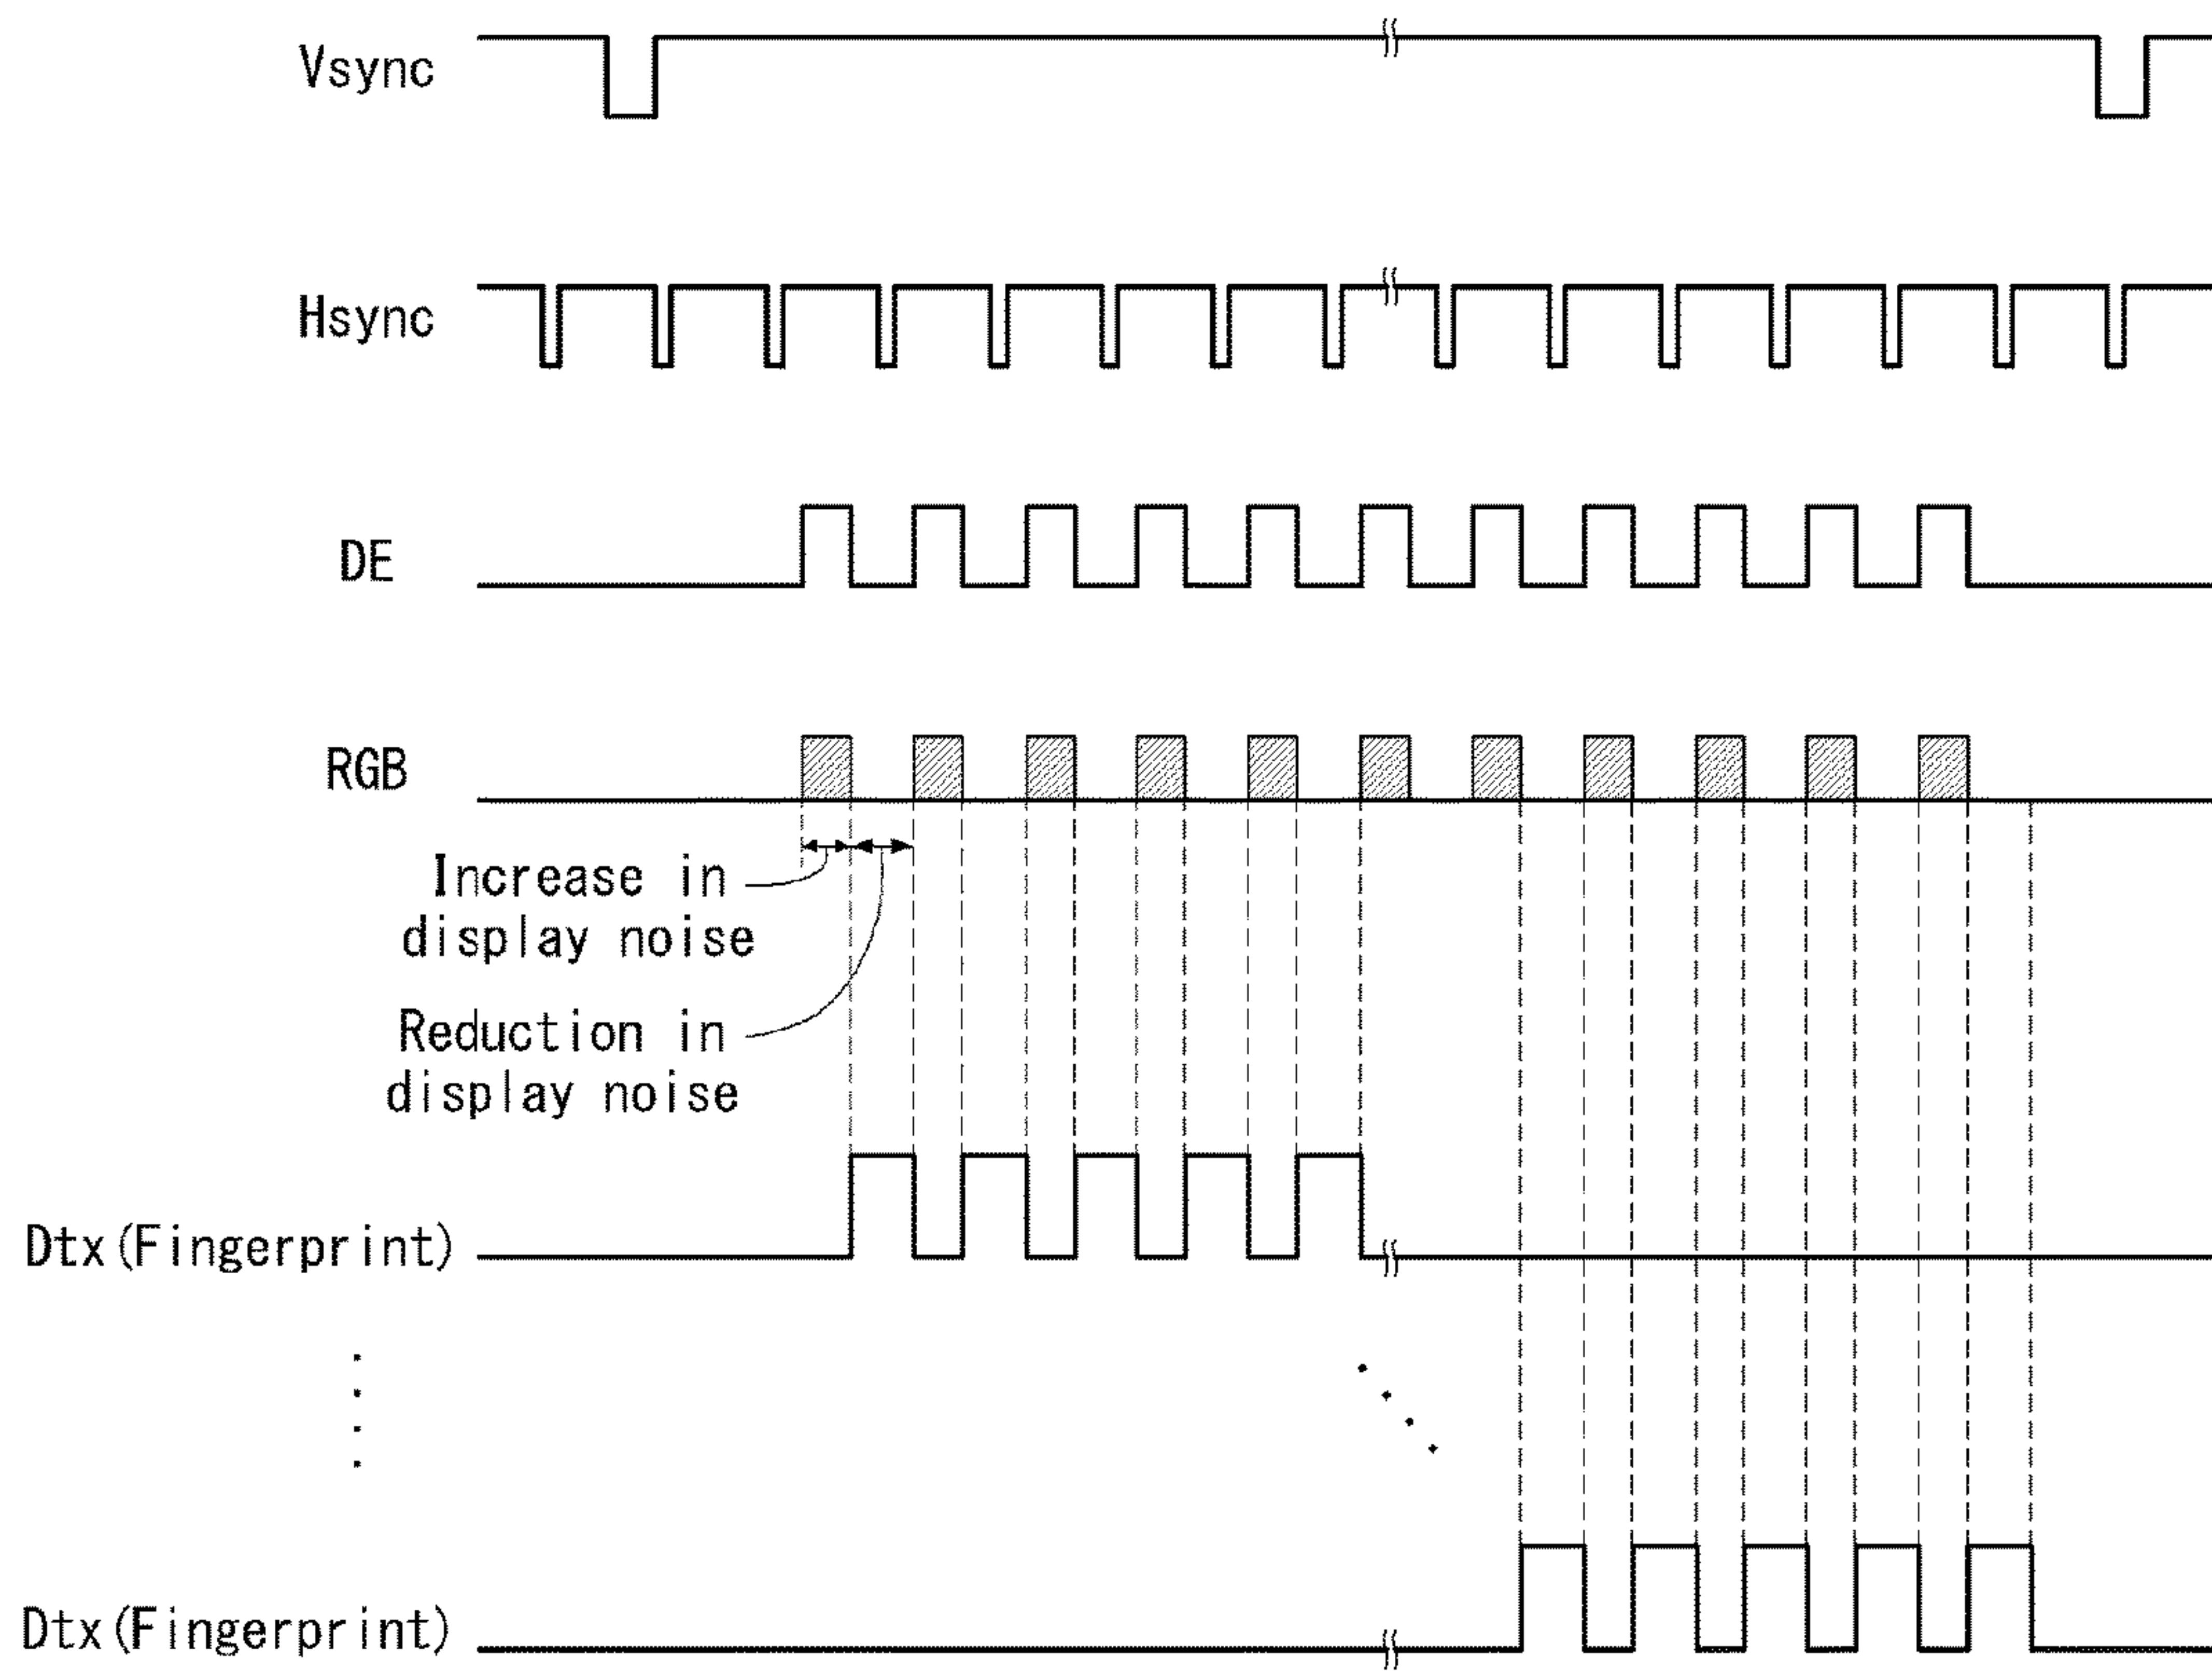 Vsync
Hsync
DE
RGB
Increase in
display noise
Reduction in
display noise
Dtx(Fingerprint)
Dtx(Fingerprint)